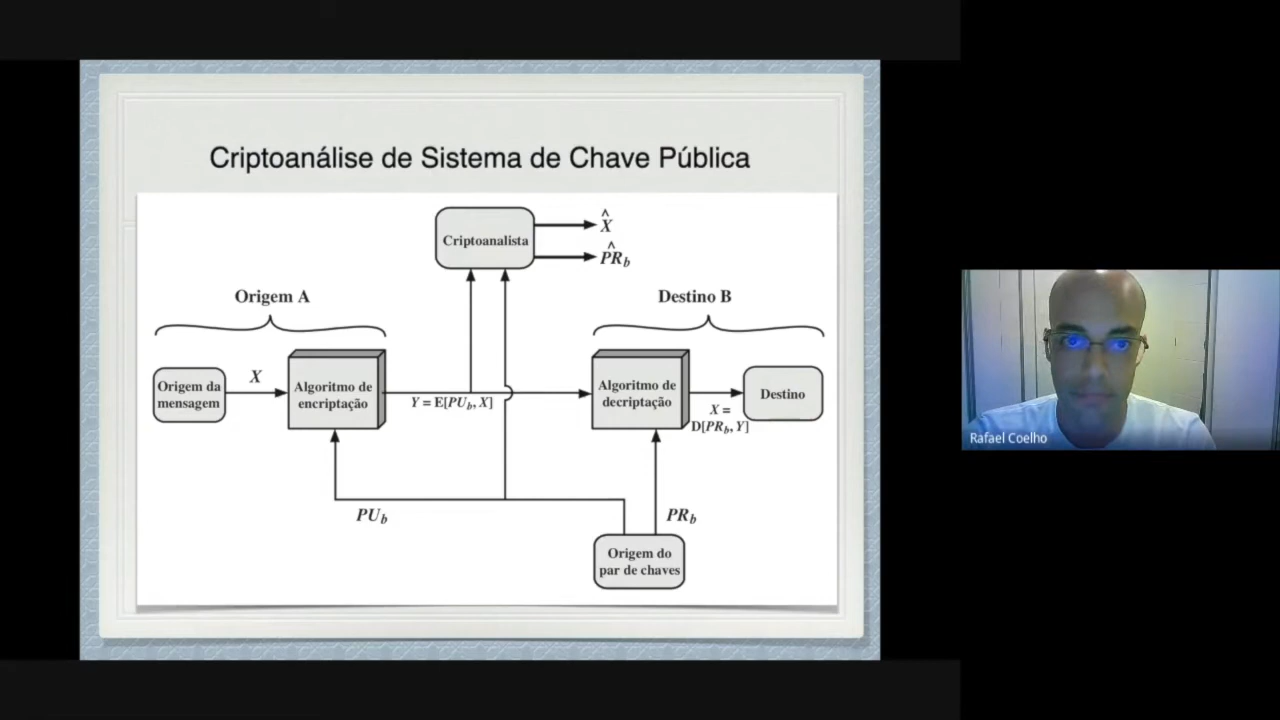 Criptoanálise de Sistema de Chave Pública
Criptoanalista
X̂
P̂R_b
Origem A
Destino B
Origem da
mensagem
X
Algoritmo de
encriptação
Y = E[PU_b, X]
Algoritmo de
decriptação
X =
D[PR_b, Y]
Destino
PU_b
PR_b
Origem do
par de chaves
Rafael Coelho